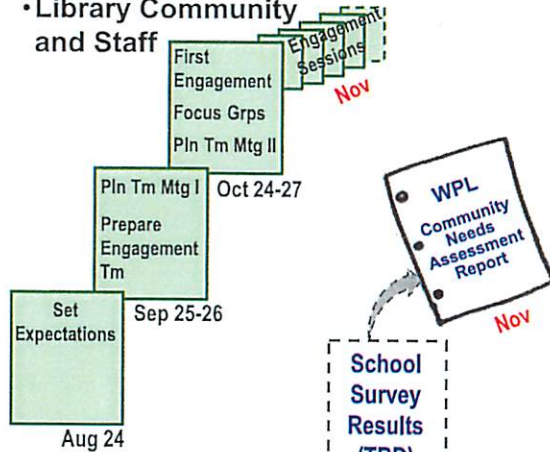 •Library Community
and Staff
Engagement
Sessions
Nov
First
Engagement
Focus Grps
Pln Tm Mtg II
Oct 24-27
Pln Tm Mtg I
Prepare
Engagement
Tm
Sep 25-26
Set
Expectations
Aug 24
WPL
Community
Needs
Assessment
Report
Nov
School
Survey
Results
(TBD)